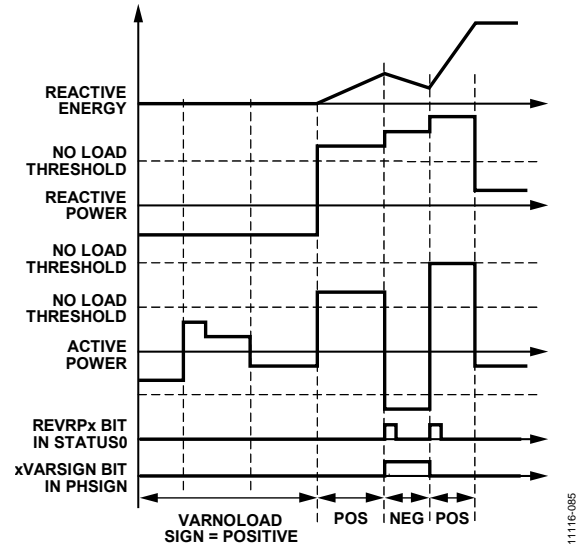 REACTIVE
ENERGY
NO LOAD
THRESHOLD
REACTIVE
POWER
NO LOAD
THRESHOLD
NO LOAD
THRESHOLD
ACTIVE
POWER
REVRPx BIT
IN STATUS0
xVARSIGN BIT
IN PHSIGN
VARNOLOAD
SIGN = POSITIVE
POS
NEG
POS
11116-085